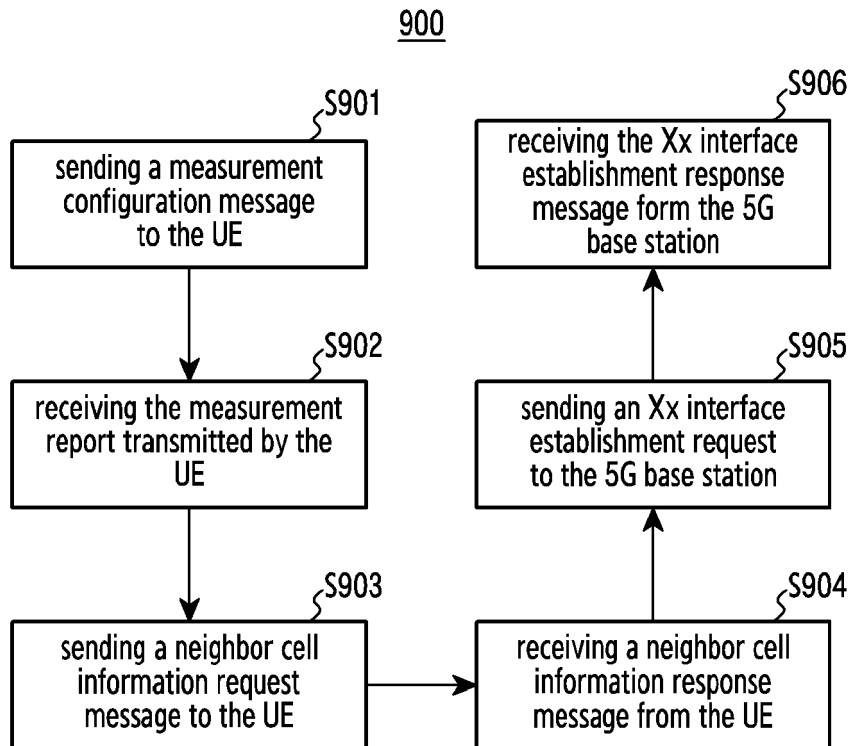 900
S901
sending a measurement
configuration message
to the UE
S902
receiving the measurement
report transmitted by the
UE
S903
sending a neighbor cell
information request
message to the UE
S904
receiving a neighbor cell
information response
message from the UE
S905
sending an Xx interface
establishment request
to the 5G base station
S906
receiving the Xx interface
establishment response
message form the 5G
base station